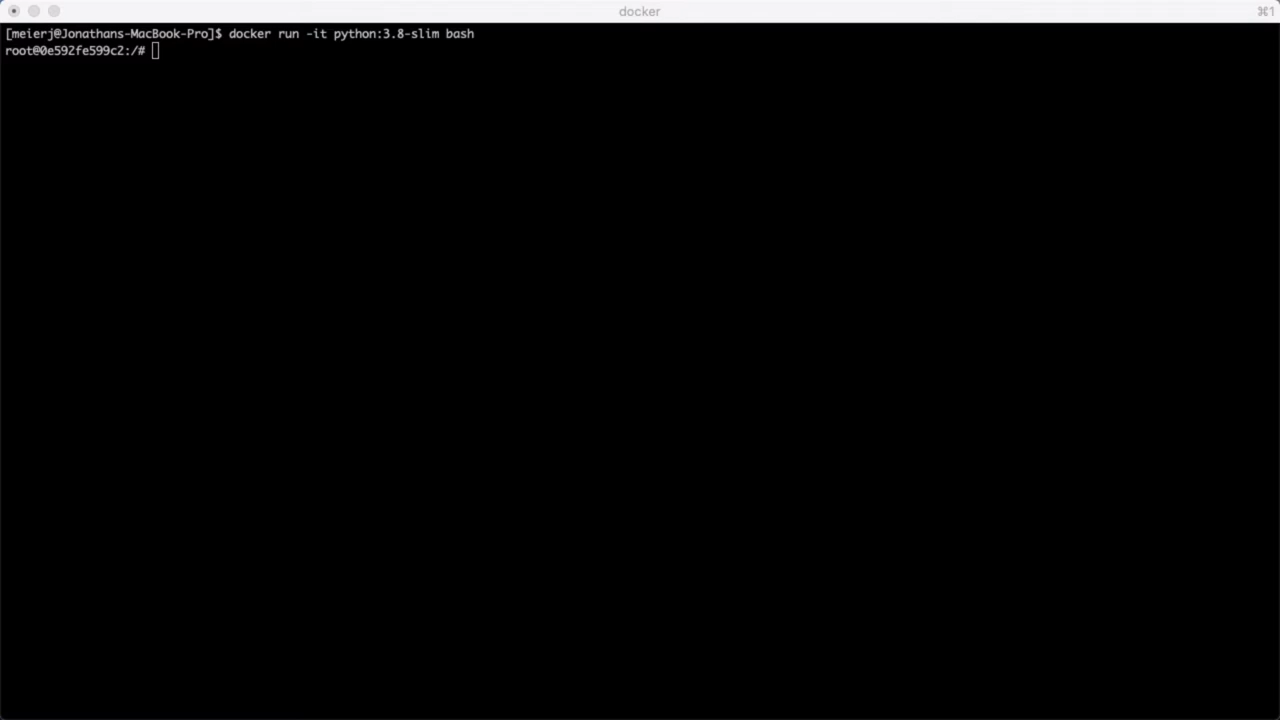 docker
⌘1
[meierj@Jonathans-MacBook-Pro]$ docker run -it python:3.8-slim bash
root@0e592fe599c2:/#